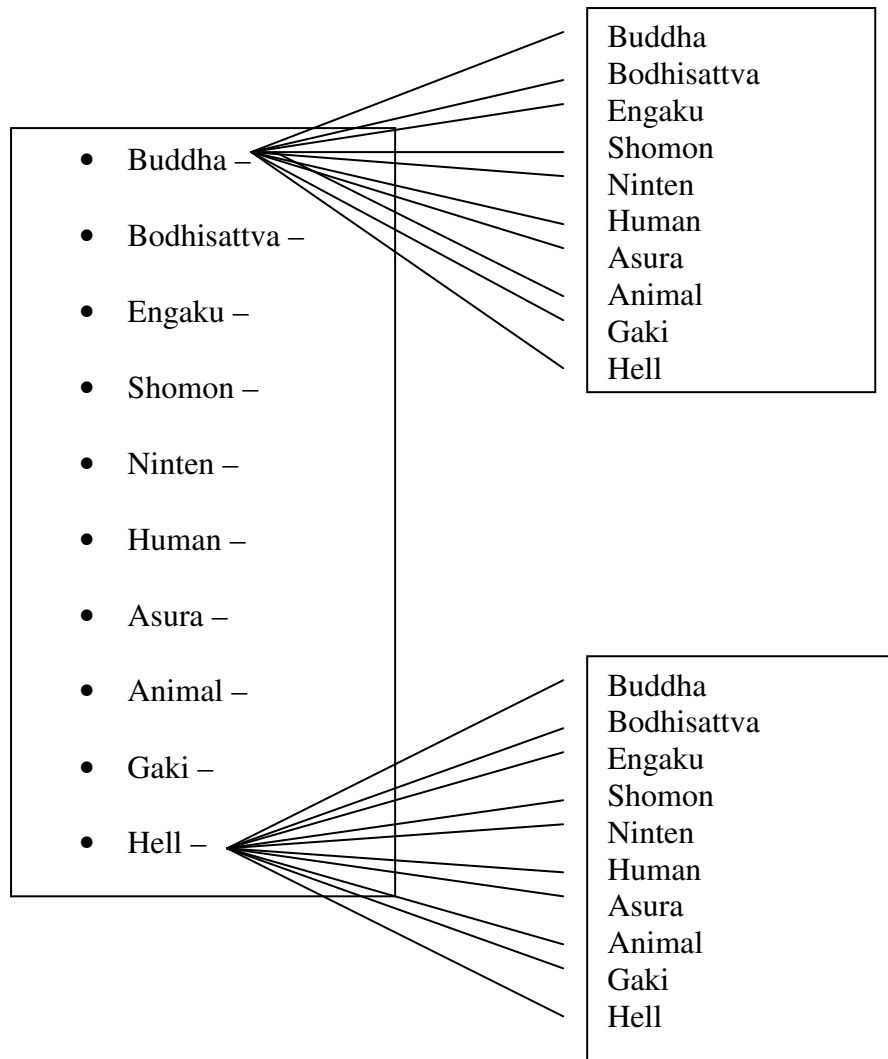 • Buddha –
• Bodhisattva –
• Engaku –
• Shomon –
• Ninten –
• Human –
• Asura –
• Animal –
• Gaki –
• Hell –
Buddha
Bodhisattva
Engaku
Shomon
Ninten
Human
Asura
Animal
Gaki
Hell
Buddha
Bodhisattva
Engaku
Shomon
Ninten
Human
Asura
Animal
Gaki
Hell